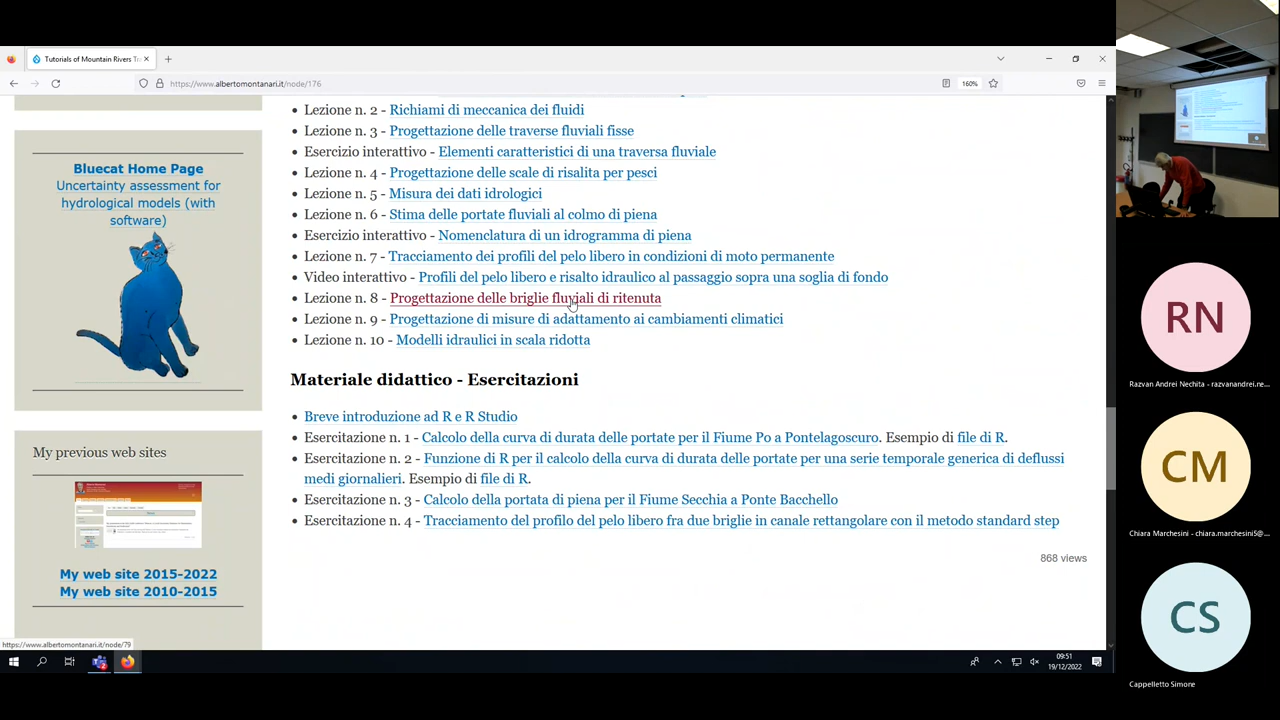 Tutorials of Mountain Rivers Tr
https://www.albertomontanari.it/node/176
160%
Bluecat Home Page
Uncertainty assessment for
hydrological models (with
software)
My previous web sites
My web site 2015-2022
My web site 2010-2015
Lezione n. 2 - Richiami di meccanica dei fluidi
Lezione n. 3 - Progettazione delle traverse fluviali fisse
Esercizio interattivo - Elementi caratteristici di una traversa fluviale
Lezione n. 4 - Progettazione delle scale di risalita per pesci
Lezione n. 5 - Misura dei dati idrologici
Lezione n. 6 - Stima delle portate fluviali al colmo di piena
Esercizio interattivo - Nomenclatura di un idrogramma di piena
Lezione n. 7 - Tracciamento dei profili del pelo libero in condizioni di moto permanente
Video interattivo - Profili del pelo libero e risalto idraulico al passaggio sopra una soglia di fondo
Lezione n. 8 - Progettazione delle briglie fluviali di ritenuta
Lezione n. 9 - Progettazione di misure di adattamento ai cambiamenti climatici
Lezione n. 10 - Modelli idraulici in scala ridotta
Materiale didattico - Esercitazioni
Breve introduzione ad R e R Studio
Esercitazione n. 1 - Calcolo della curva di durata delle portate per il Fiume Po a Pontelagoscuro. Esempio di file di R.
Esercitazione n. 2 - Funzione di R per il calcolo della curva di durata delle portate per una serie temporale generica di deflussi
medi giornalieri. Esempio di file di R.
Esercitazione n. 3 - Calcolo della portata di piena per il Fiume Secchia a Ponte Bacchello
Esercitazione n. 4 - Tracciamento del profilo del pelo libero fra due briglie in canale rettangolare con il metodo standard step
868 views
https://www.albertomontanari.it/node/79
09:51
19/12/2022
RN
Razvan Andrei Nechita - razvanandrei.ne...
CM
Chiara Marchesini - chiara.marchesini5@...
CS
Cappelletto Simone